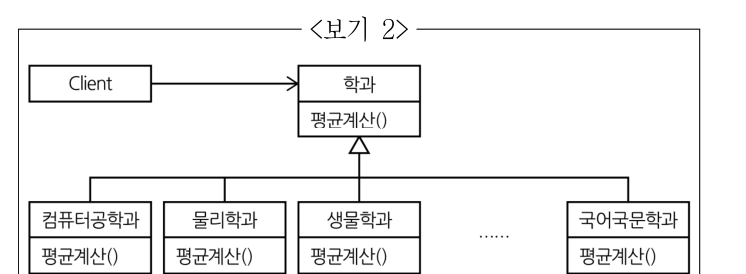 <보기 2>
Client
학과
평균계산()
컴퓨터공학과 물리학과 생물학과 …… 국어국문학과
평균계산() 평균계산() 평균계산() 평균계산()